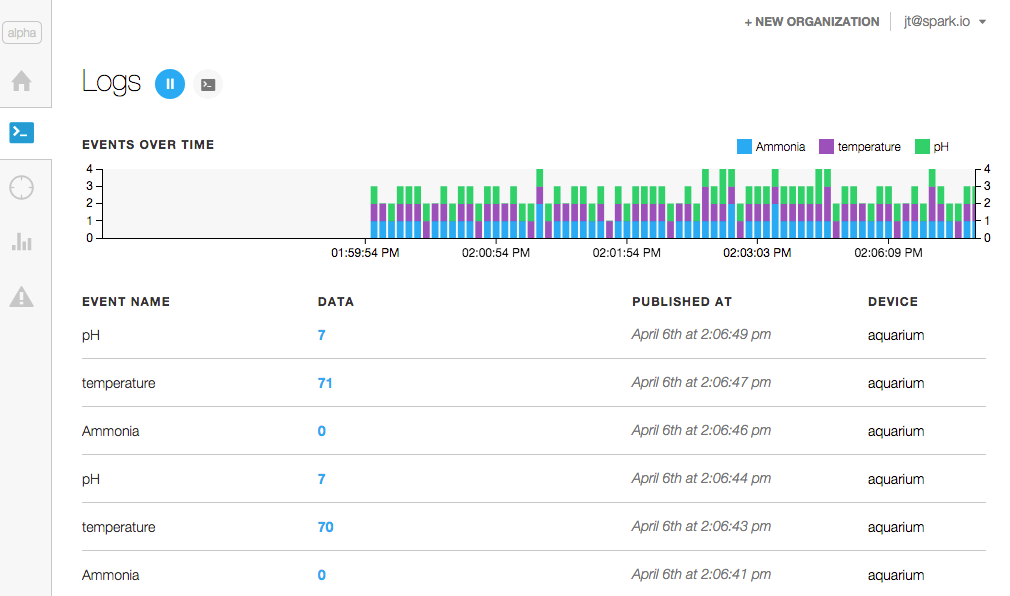 alpha
+ NEW ORGANIZATION jt@spark.io
Logs
EVENTS OVER TIME
Ammonia temperature pH
4 4
3 3
2 2
1 1
0 0
01:59:54 PM 02:00:54 PM 02:01:54 PM 02:03:03 PM 02:06:09 PM
EVENT NAME DATA PUBLISHED AT DEVICE
pH 7 April 6th at 2:06:49 pm aquarium
temperature 71 April 6th at 2:06:47 pm aquarium
Ammonia 0 April 6th at 2:06:46 pm aquarium
pH 7 April 6th at 2:06:44 pm aquarium
temperature 70 April 6th at 2:06:43 pm aquarium
Ammonia 0 April 6th at 2:06:41 pm aquarium